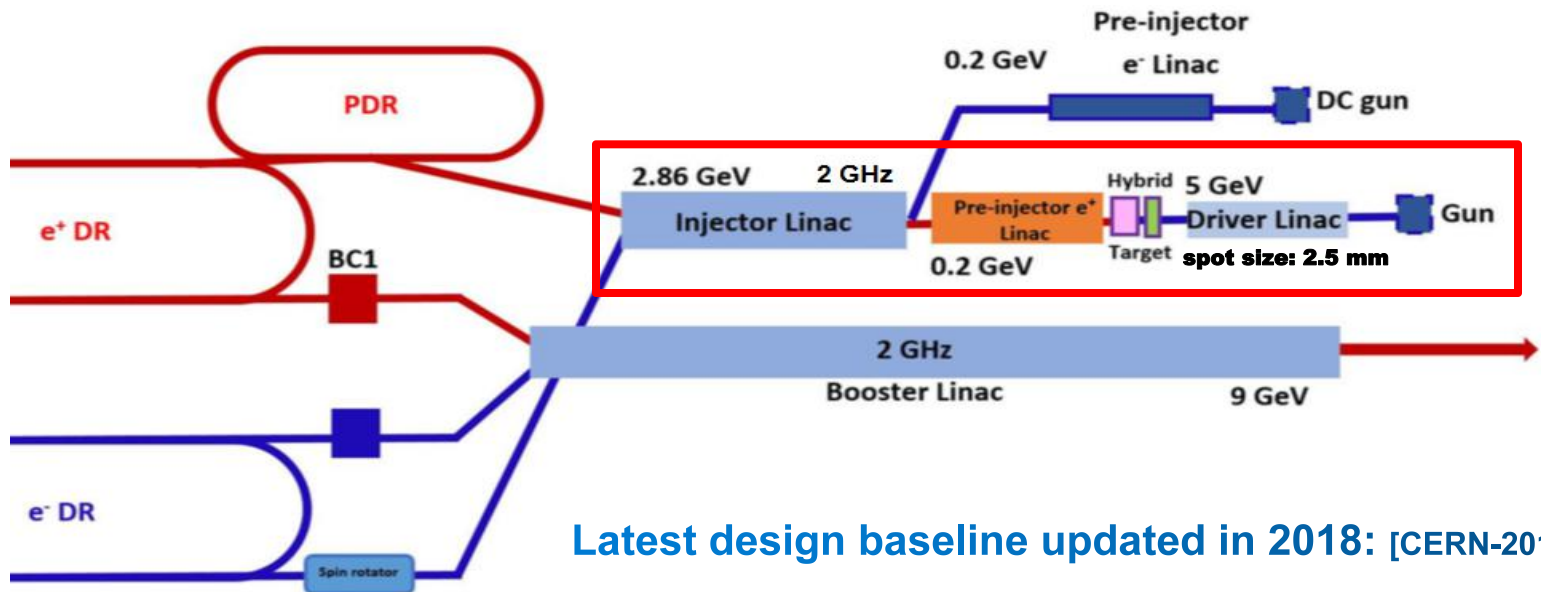 Pre-injector
e⁻ Linac
0.2 GeV
DC gun
PDR
2.86 GeV
2 GHz
Injector Linac
Pre-injector e⁺
Linac
0.2 GeV
Hybrid
Target
5 GeV
Driver Linac
spot size: 2.5 mm
Gun
e⁺ DR
BC1
2 GHz
Booster Linac
9 GeV
e⁻ DR
Spin rotator
Latest design baseline updated in 2018: [CERN-